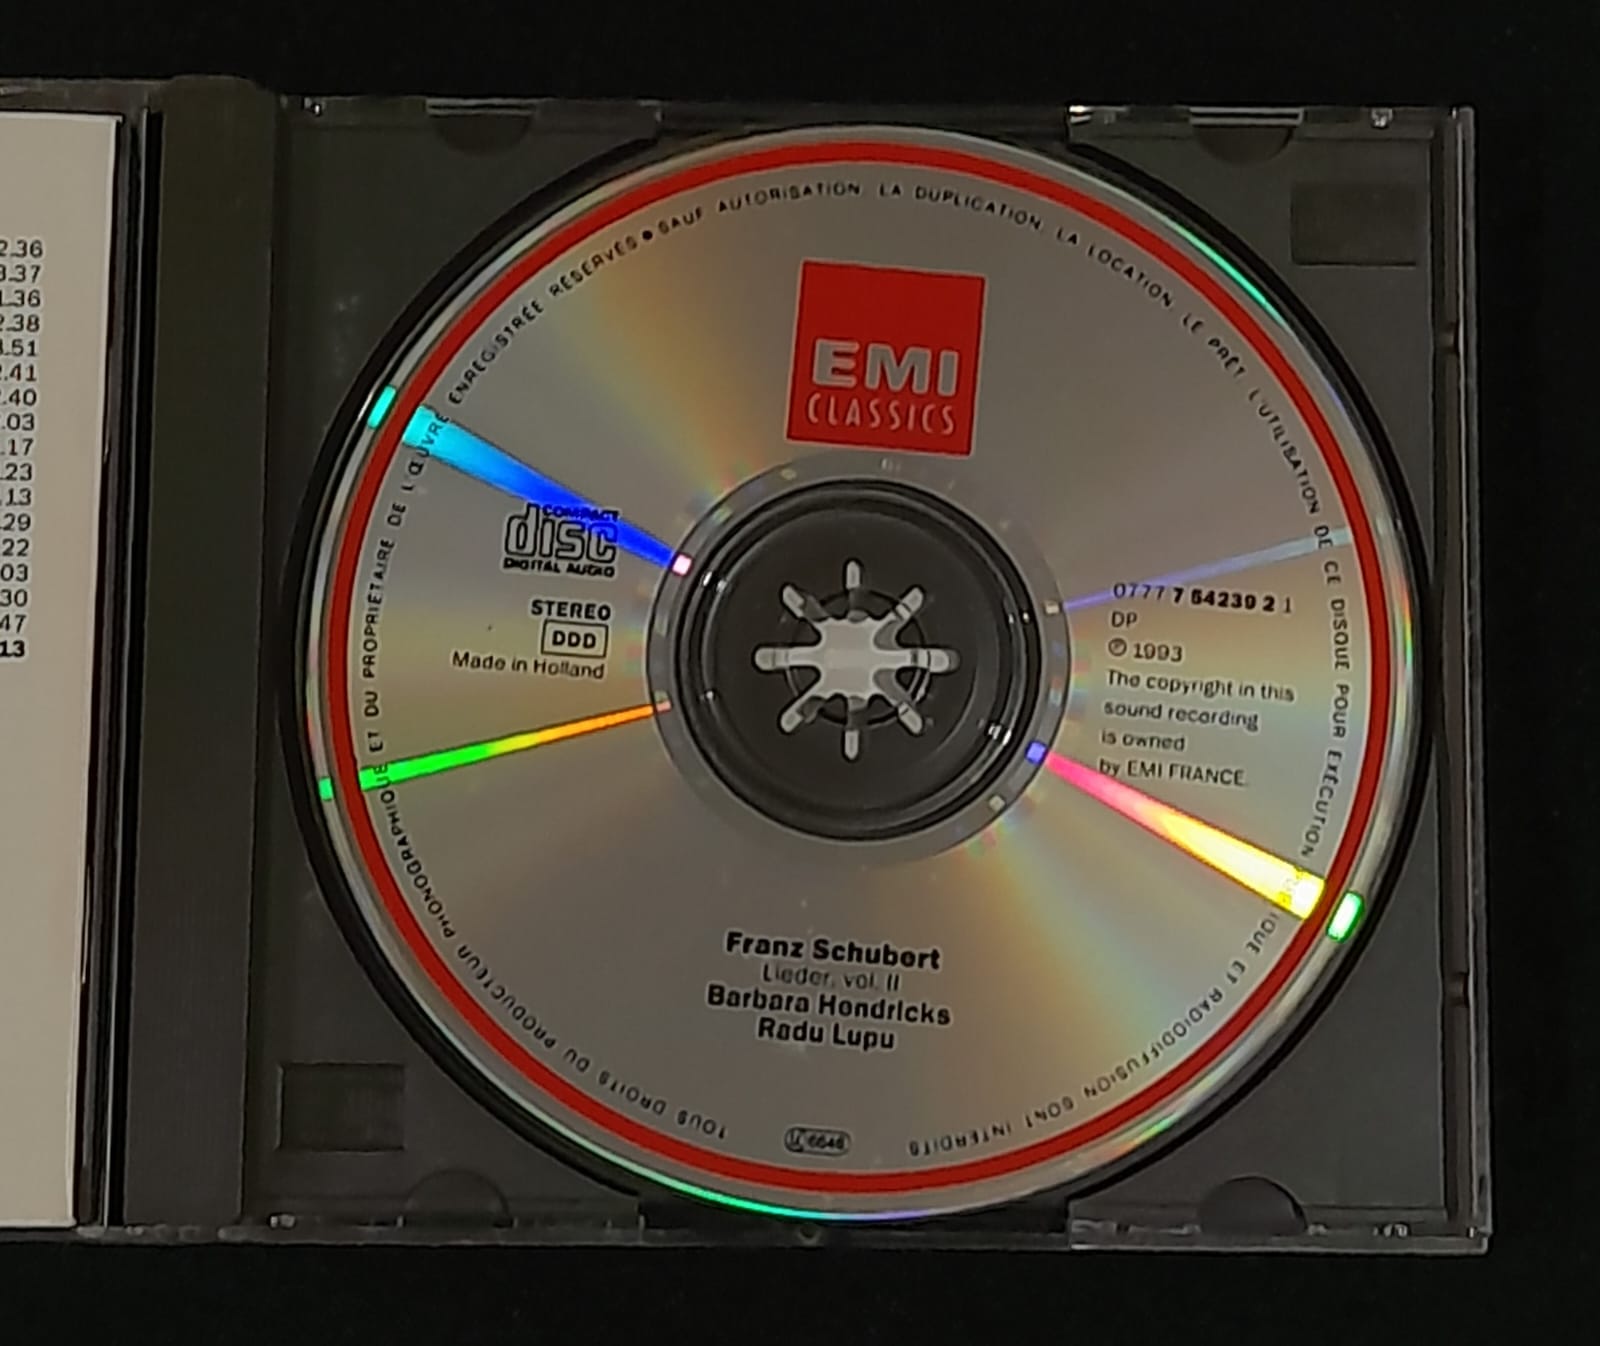 2.36
3.37
1.36
2.38
3.51
2.41
2.40
.03
.17
.23
.13
.29
22
03
30
47
13
TOUS DROITS DU PRODUCTEUR PHONOGRAPHIQUE ET DU PROPRIÉTAIRE DE L'ŒUVRE ENREGISTRÉE RÉSERVÉS • SAUF AUTORISATION, LA DUPLICATION, LA LOCATION, LE PRÊT, L'UTILISATION DE CE DISQUE POUR EXÉCUTION ET RADIODIFFUSION SONT INTERDITS
EMI
CLASSICS
COMPACT
disc
DIGITAL AUDIO
STEREO
DDD
Made in Holland
0777 7 54239 2 1
DP
℗ 1993
The copyright in this
sound recording
is owned
by EMI FRANCE.
Franz Schubert
Lieder, vol. II
Barbara Hendricks
Radu Lupu